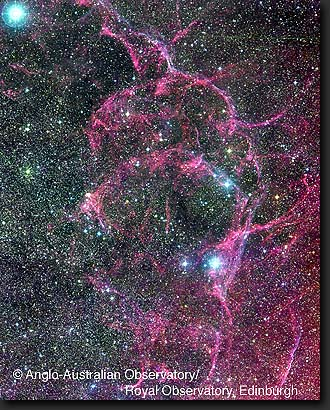 © Anglo-Australian Observatory/
Royal Observatory, Edinburgh